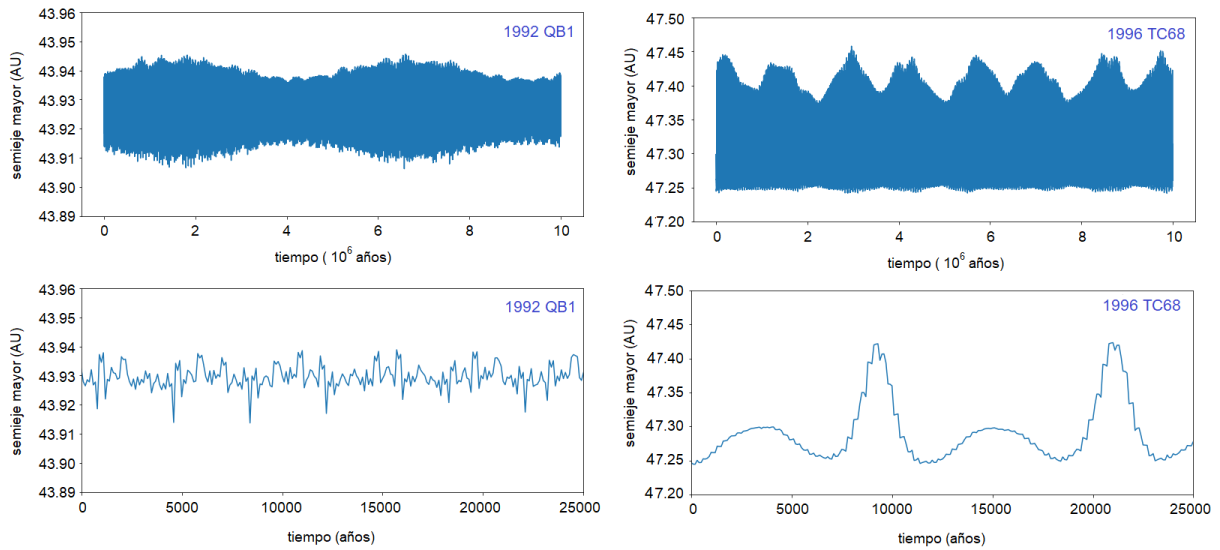 1992 QB1
semieje mayor (AU)
43.96
43.95
43.94
43.93
43.92
43.91
43.90
43.89
0 2 4 6 8 10
tiempo ( 10⁶ años)
1996 TC68
semieje mayor (AU)
47.50
47.45
47.40
47.35
47.30
47.25
47.20
0 2 4 6 8 10
tiempo ( 10⁶ años)
1992 QB1
semieje mayor (AU)
43.96
43.95
43.94
43.93
43.92
43.91
43.90
43.89
0 5000 10000 15000 20000 25000
tiempo (años)
1996 TC68
semieje mayor (AU)
47.50
47.45
47.40
47.35
47.30
47.25
47.20
0 5000 10000 15000 20000 25000
tiempo (años)